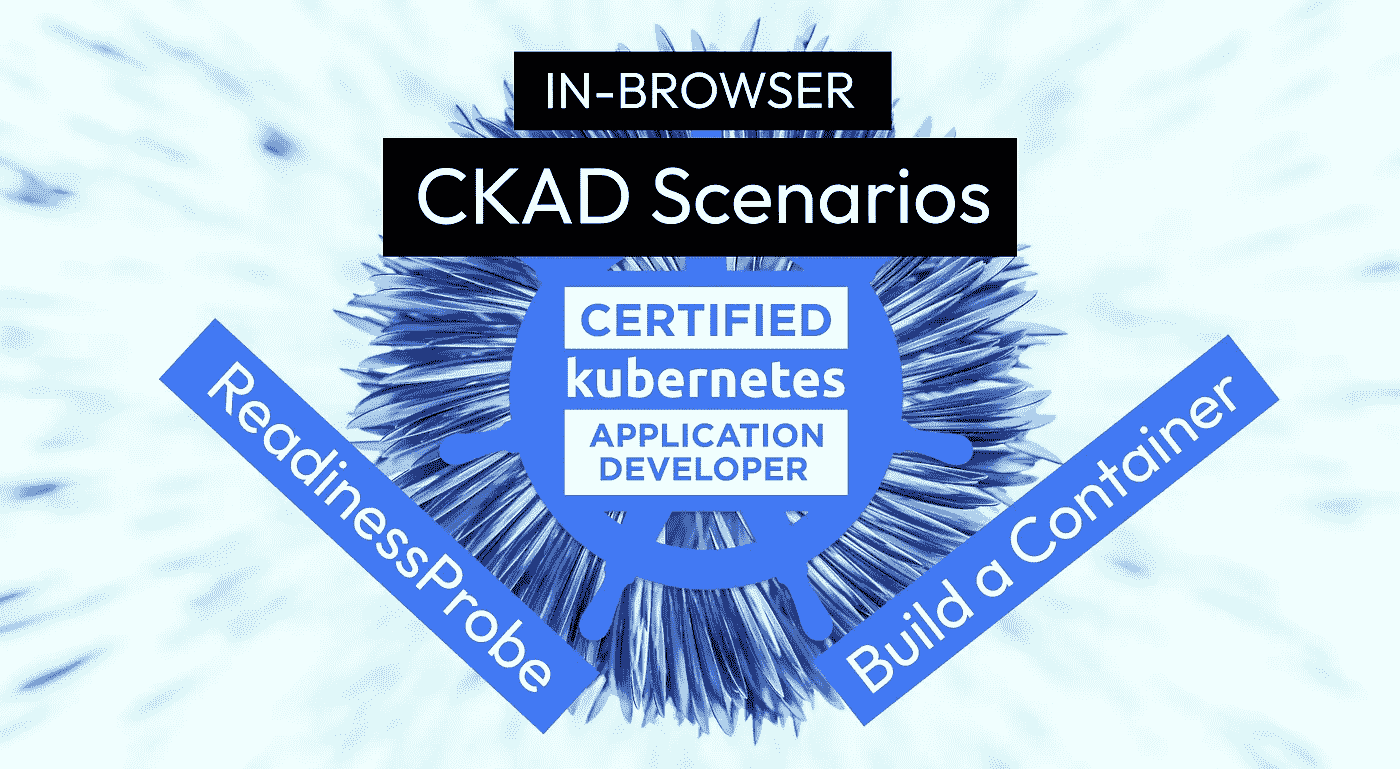 IN-BROWSER
CKAD Scenarios
CERTIFIED
kubernetes
APPLICATION
DEVELOPER
ReadinessProbe
Build a Container